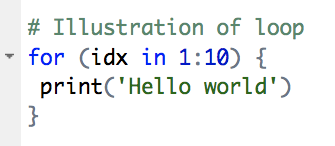 # Illustration of loop
for (idx in 1:10) {
 print('Hello world')
}